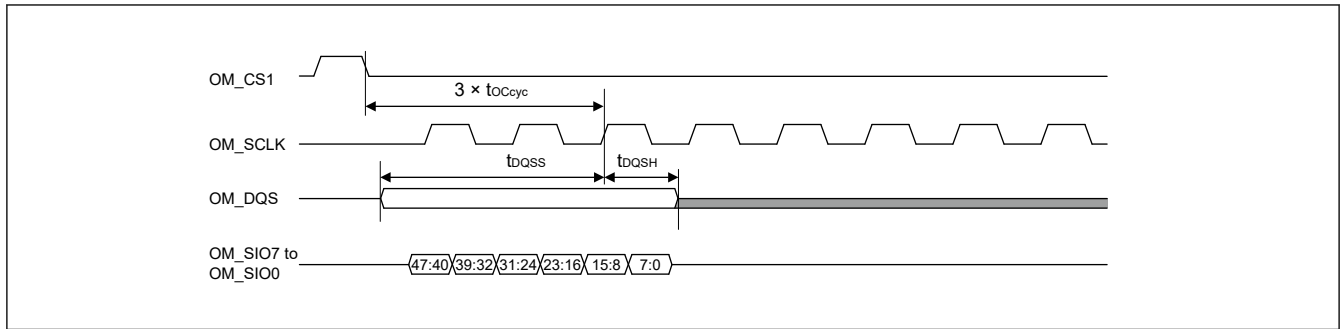 OM_CS1
3 × tOCcyc
OM_SCLK
tDQSS
tDQSH
OM_DQS
OM_SIO7 to
OM_SIO0
47:40 39:32 31:24 23:16 15:8 7:0